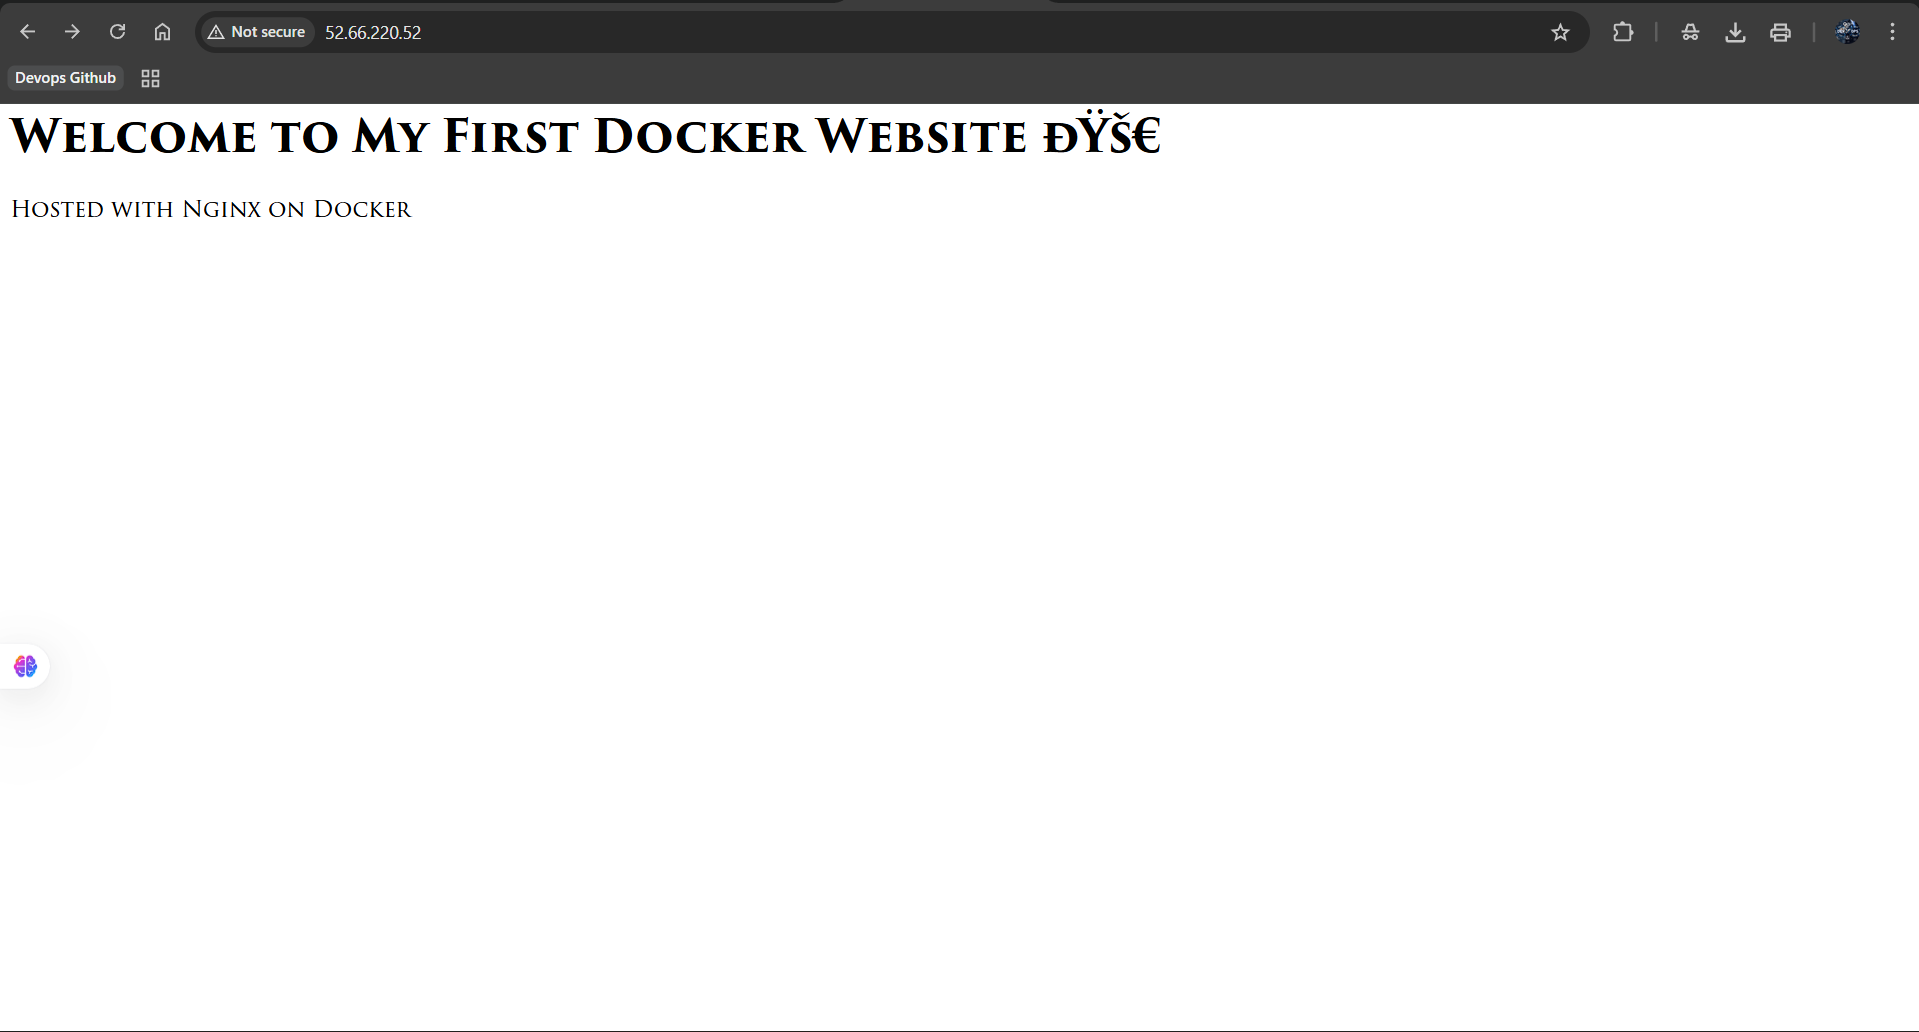 Not secure 52.66.220.52
Devops Github
Welcome to My First Docker Website ðŸš€
Hosted with Nginx on Docker